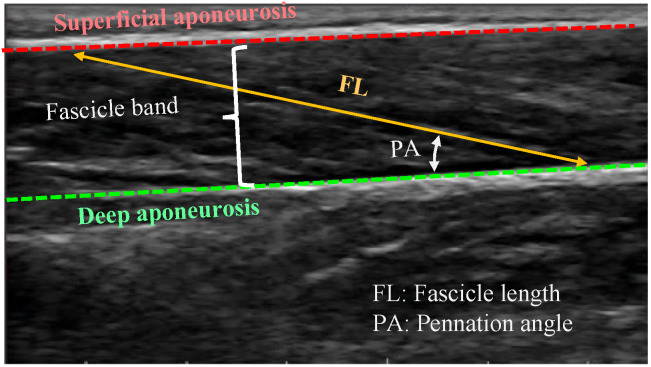 Superficial aponeurosis
FL
Fascicle band
PA
Deep aponeurosis
FL: Fascicle length
PA: Pennation angle